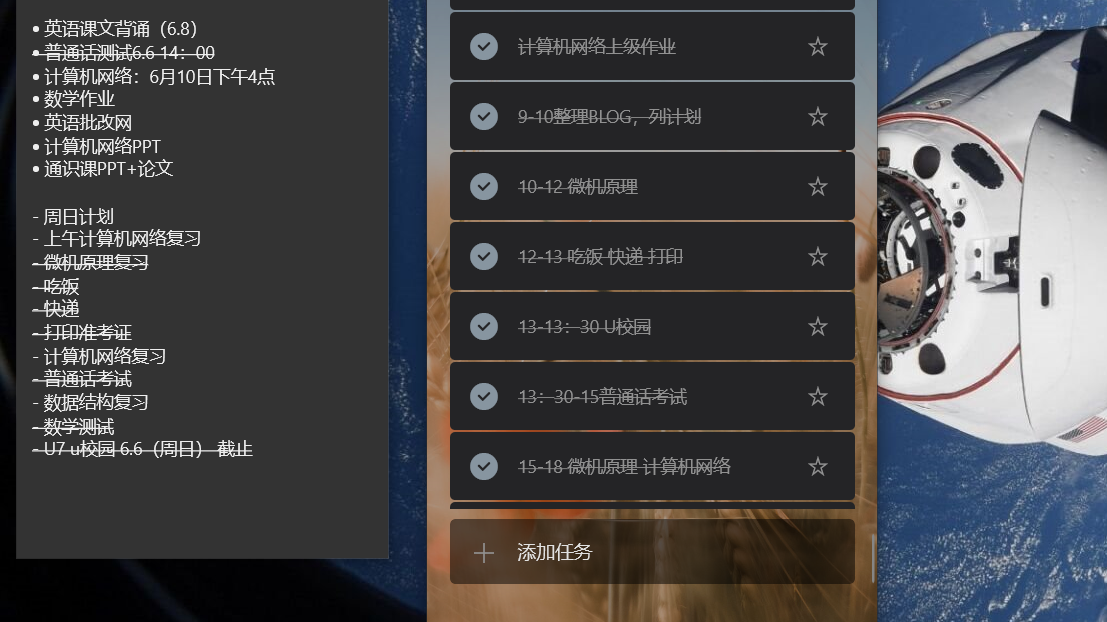 • 英语课文背诵（6.8）
• 普通话测试6.6 14：00
• 计算机网络：6月10日下午4点
• 数学作业
• 英语批改网
• 计算机网络PPT
• 通识课PPT+论文
- 周日计划
- 上午计算机网络复习
- 微机原理复习
- 吃饭
- 快递
- 打印准考证
- 计算机网络复习
- 普通话考试
- 数据结构复习
- 数学测试
- U7 u校园 6.6（周日） 截止
计算机网络上级作业
9-10整理BLOG，列计划
10-12 微机原理
12-13 吃饭 快递 打印
13-13：30 U校园
13：30-15普通话考试
15-18 微机原理 计算机网络
添加任务